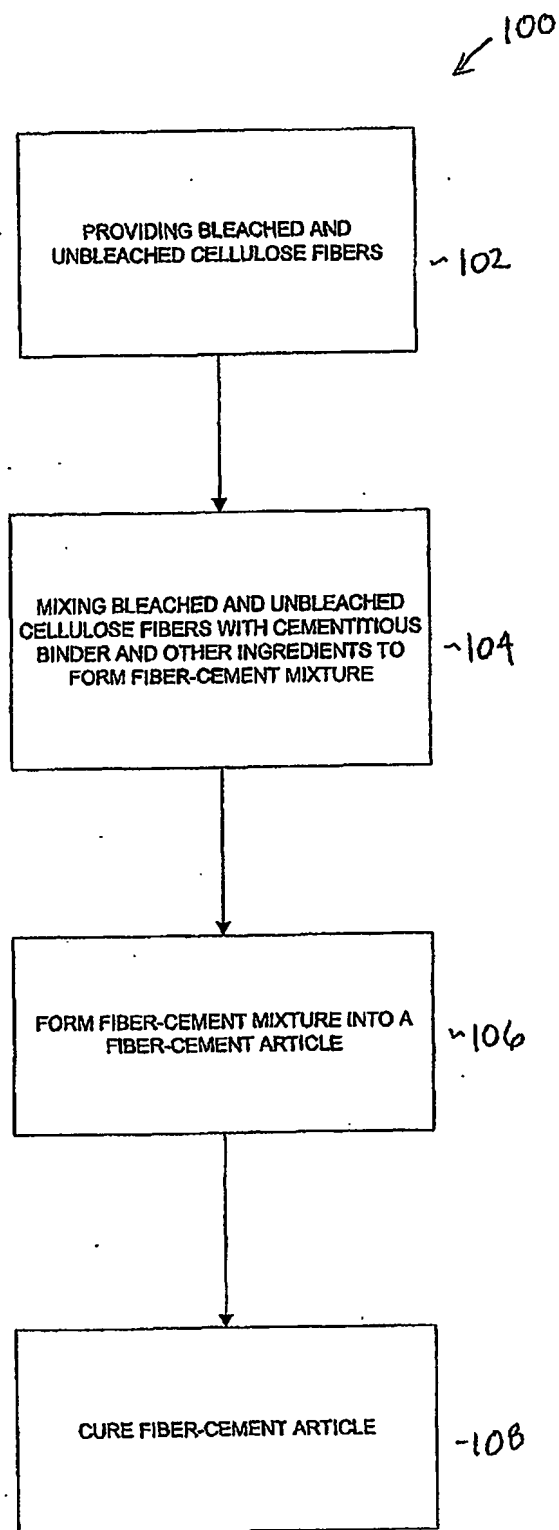 100
PROVIDING BLEACHED AND
UNBLEACHED CELLULOSE FIBERS
~102
MIXING BLEACHED AND UNBLEACHED
CELLULOSE FIBERS WITH CEMENTITIOUS
BINDER AND OTHER INGREDIENTS TO
FORM FIBER-CEMENT MIXTURE
~104
FORM FIBER-CEMENT MIXTURE INTO A
FIBER-CEMENT ARTICLE
~106
CURE FIBER-CEMENT ARTICLE
~108